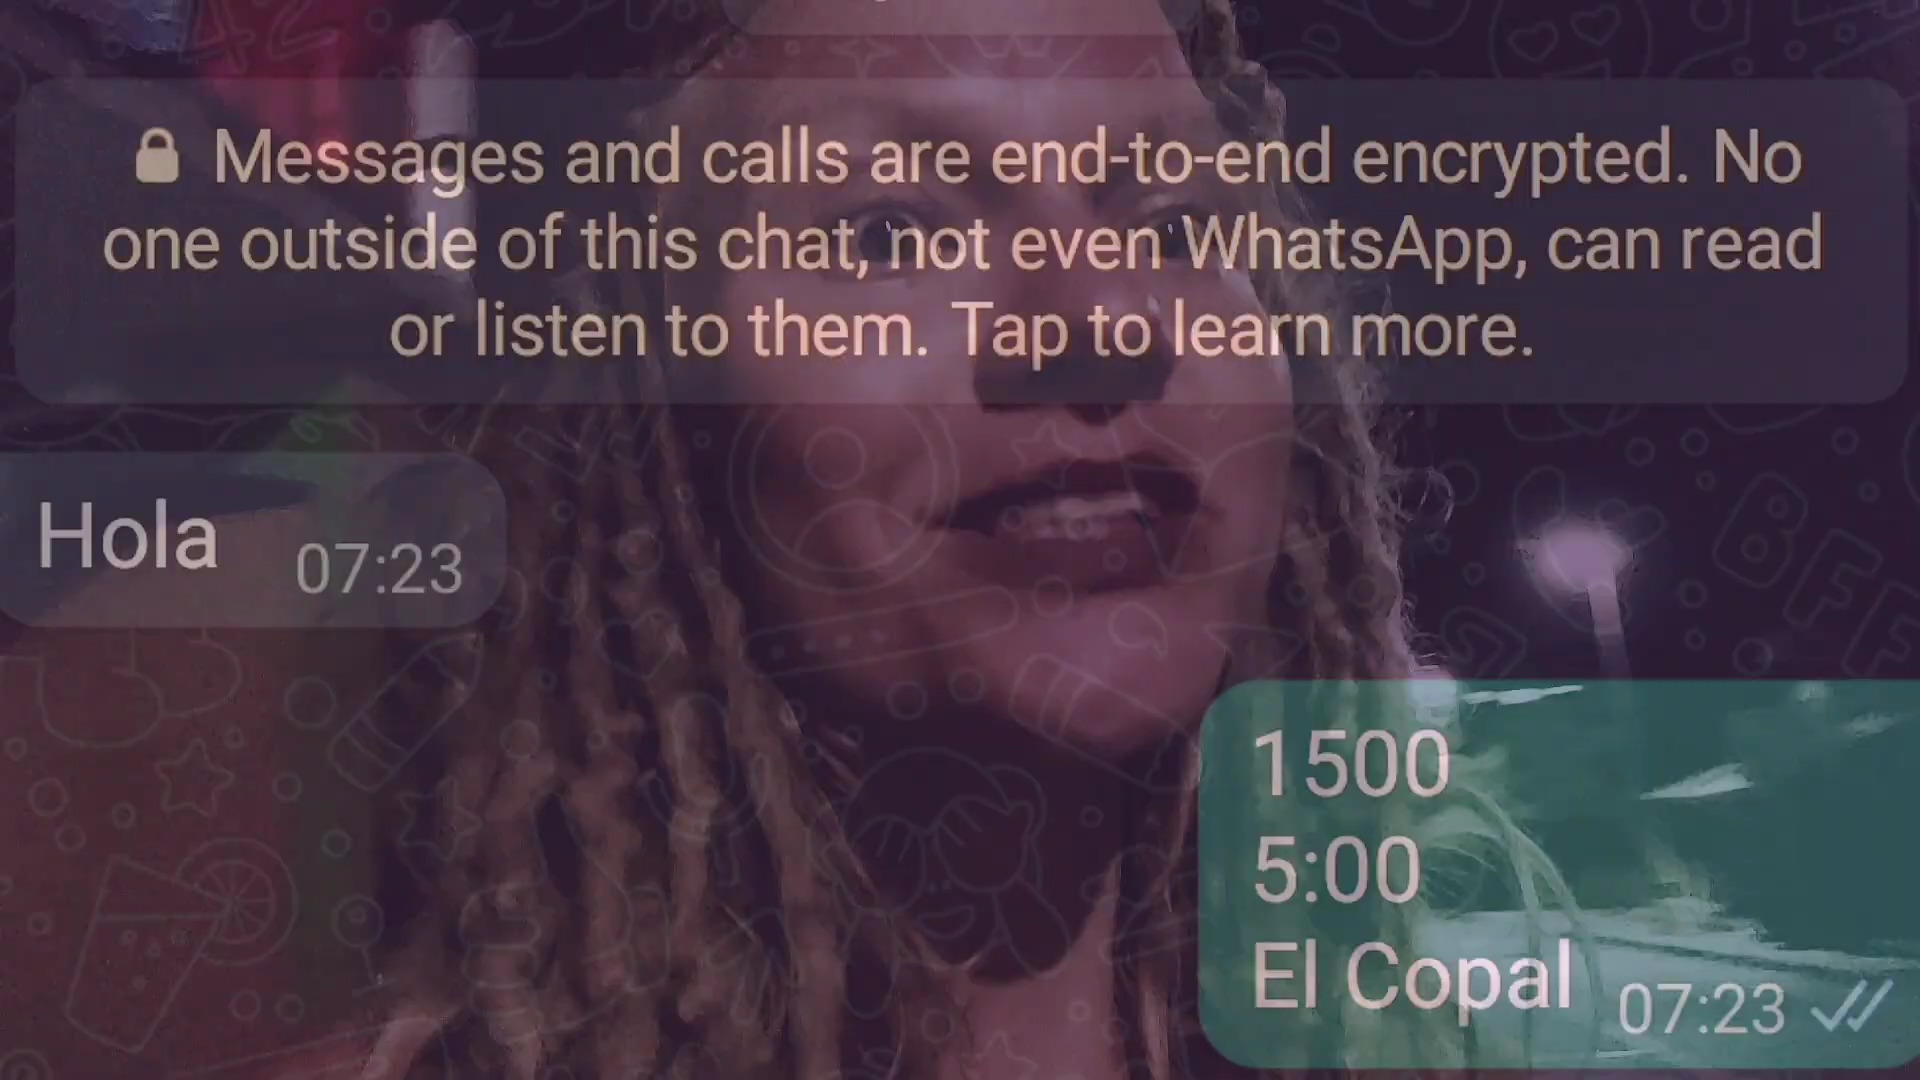 Messages and calls are end-to-end encrypted. No
one outside of this chat, not even WhatsApp, can read
or listen to them. Tap to learn more.
Hola 07:23
1500
5:00
El Copal 07:23